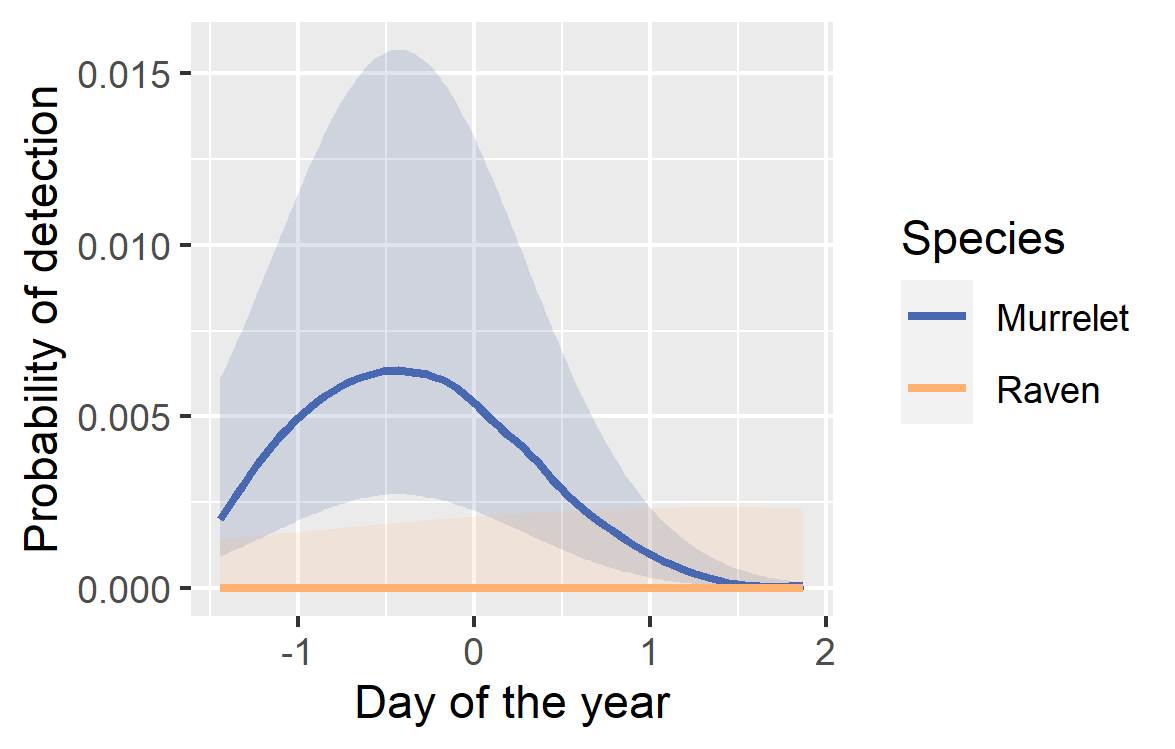 Probability of detection
0.015
0.010
0.005
0.000
-1 0 1 2
Day of the year
Species
Murrelet
Raven